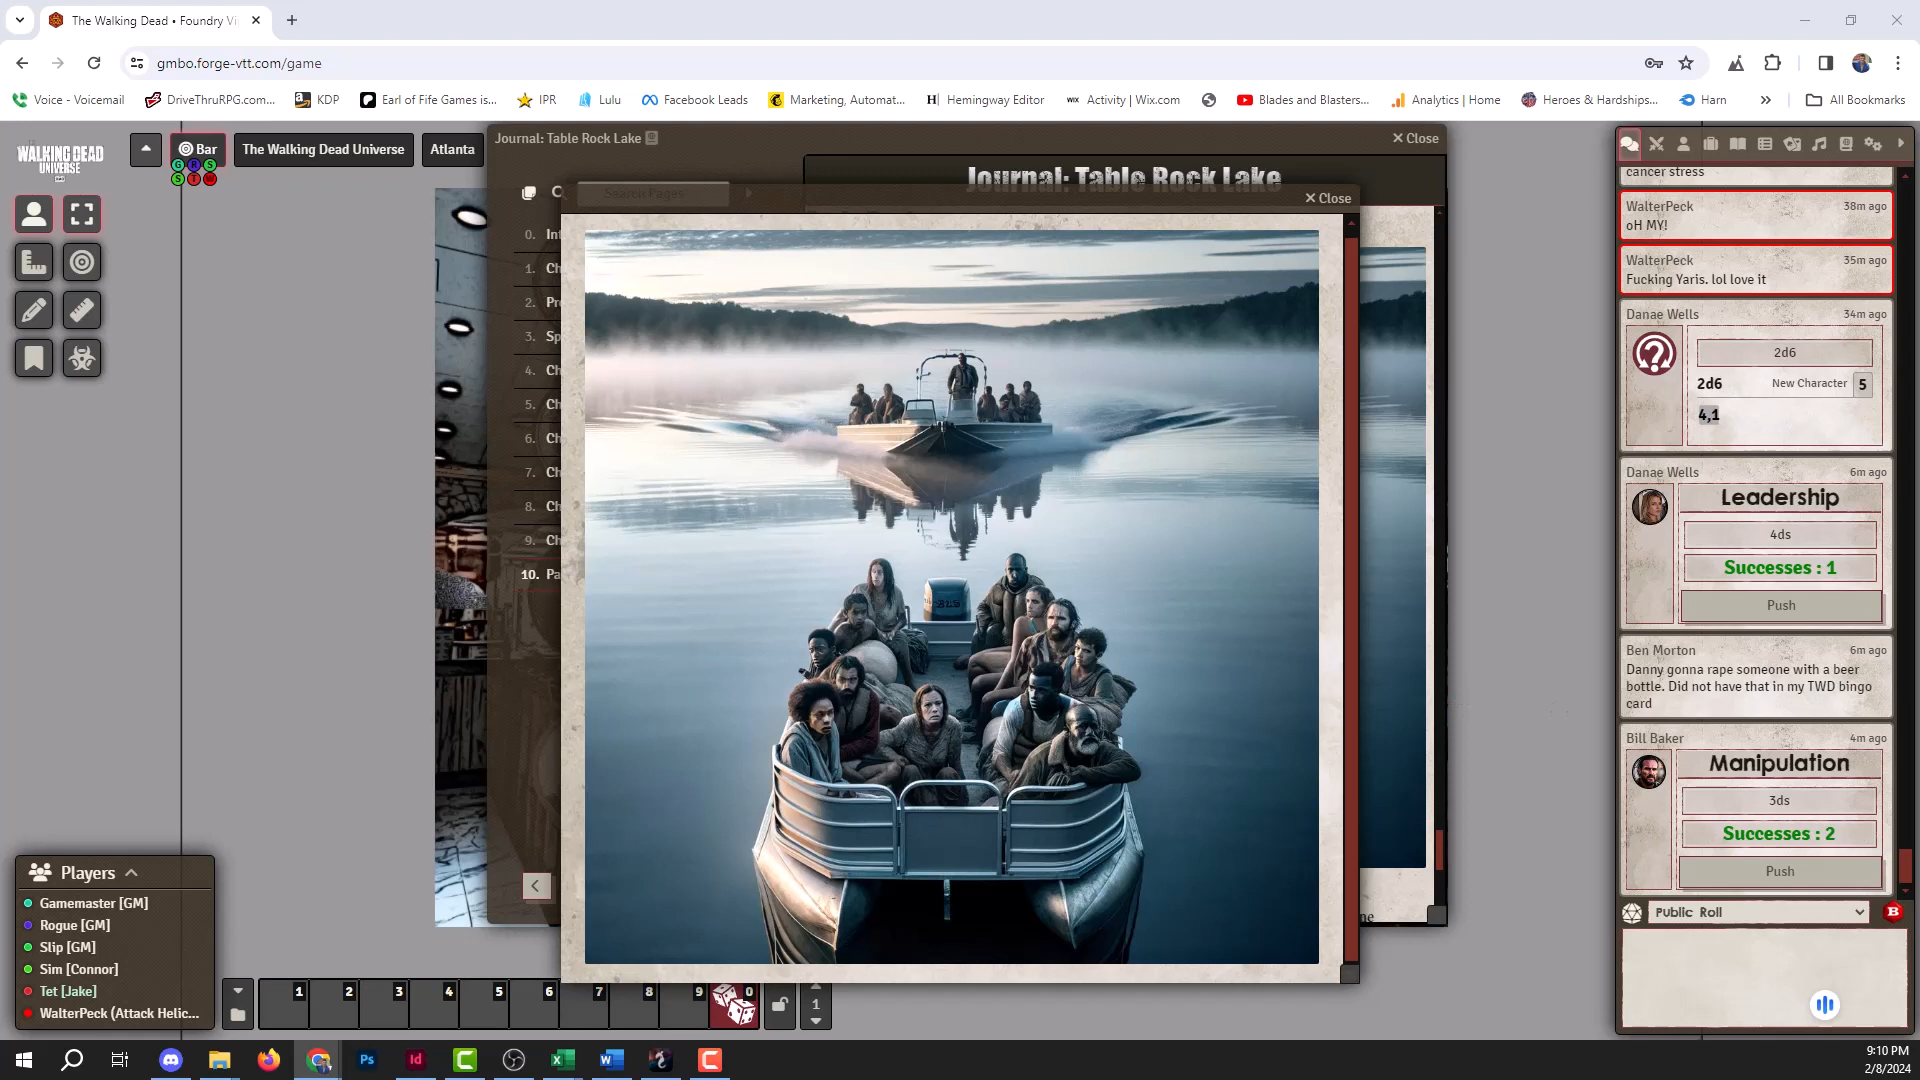 The Walking Dead • Foundry Vi
gmbo.forge-vtt.com/game
Voice - Voicemail
DriveThruRPG.com...
KDP
Earl of Fife Games is...
IPR
Lulu
Facebook Leads
Marketing, Automat...
Hemingway Editor
Activity | Wix.com
Blades and Blasters...
Analytics | Home
Heroes & Hardships...
Harn
All Bookmarks
WALKING DEAD
UNIVERSE
Bar
G R S
S T W
The Walking Dead Universe
Atlanta
Journal: Table Rock Lake
Close
Journal: Table Rock Lake
Search Pages
Close
0. Int
1. Ch
2. Pr
3. Sp
4. Ch
5. Ch
6. Ch
7. Ch
8. Ch
9. Ch
10. Pa
ne
cancer stress
WalterPeck 38m ago
oH MY!
WalterPeck 35m ago
Fucking Yaris. lol love it
Danae Wells 34m ago
2d6
2d6 New Character 5
4,1
Danae Wells 6m ago
Leadership
4ds
Successes : 1
Push
Ben Morton 6m ago
Danny gonna rape someone with a beer
bottle. Did not have that in my TWD bingo
card
Bill Baker 4m ago
Manipulation
3ds
Successes : 2
Push
Public Roll
B
Players
Gamemaster [GM]
Rogue [GM]
Slip [GM]
Sim [Connor]
Tet [Jake]
WalterPeck (Attack Helic...
1 2 3 4 5 6 7 8 9 0
1
Ps
Id
9:10 PM
2/8/2024